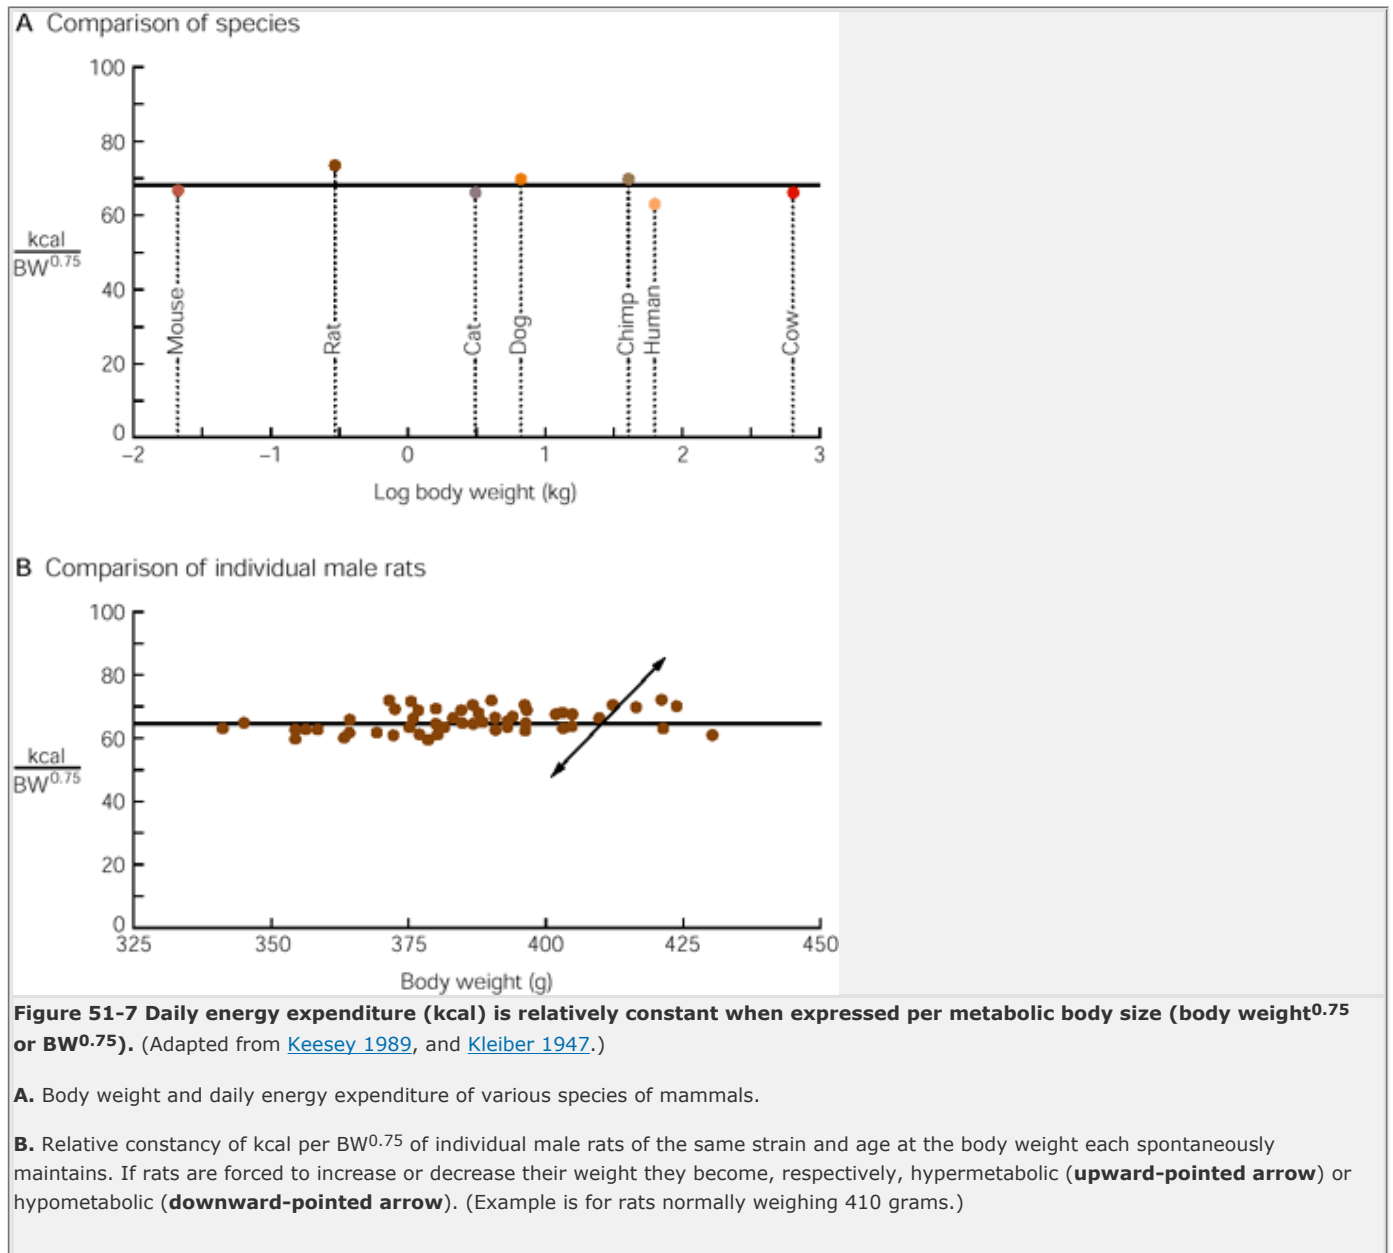 A Comparison of species
100
80
60
40
20
0
kcal
BW0.75
Mouse
Rat
Cat
Dog
Chimp
Human
Cow
–2 –1 0 1 2 3
Log body weight (kg)
B Comparison of individual male rats
100
80
60
40
20
0
kcal
BW0.75
325 350 375 400 425 450
Body weight (g)
Figure 51-7 Daily energy expenditure (kcal) is relatively constant when expressed per metabolic body size (body weight0.75
or BW0.75). (Adapted from Keesey 1989, and Kleiber 1947.)
A. Body weight and daily energy expenditure of various species of mammals.
B. Relative constancy of kcal per BW0.75 of individual male rats of the same strain and age at the body weight each spontaneously
maintains. If rats are forced to increase or decrease their weight they become, respectively, hypermetabolic (upward-pointed arrow) or
hypometabolic (downward-pointed arrow). (Example is for rats normally weighing 410 grams.)